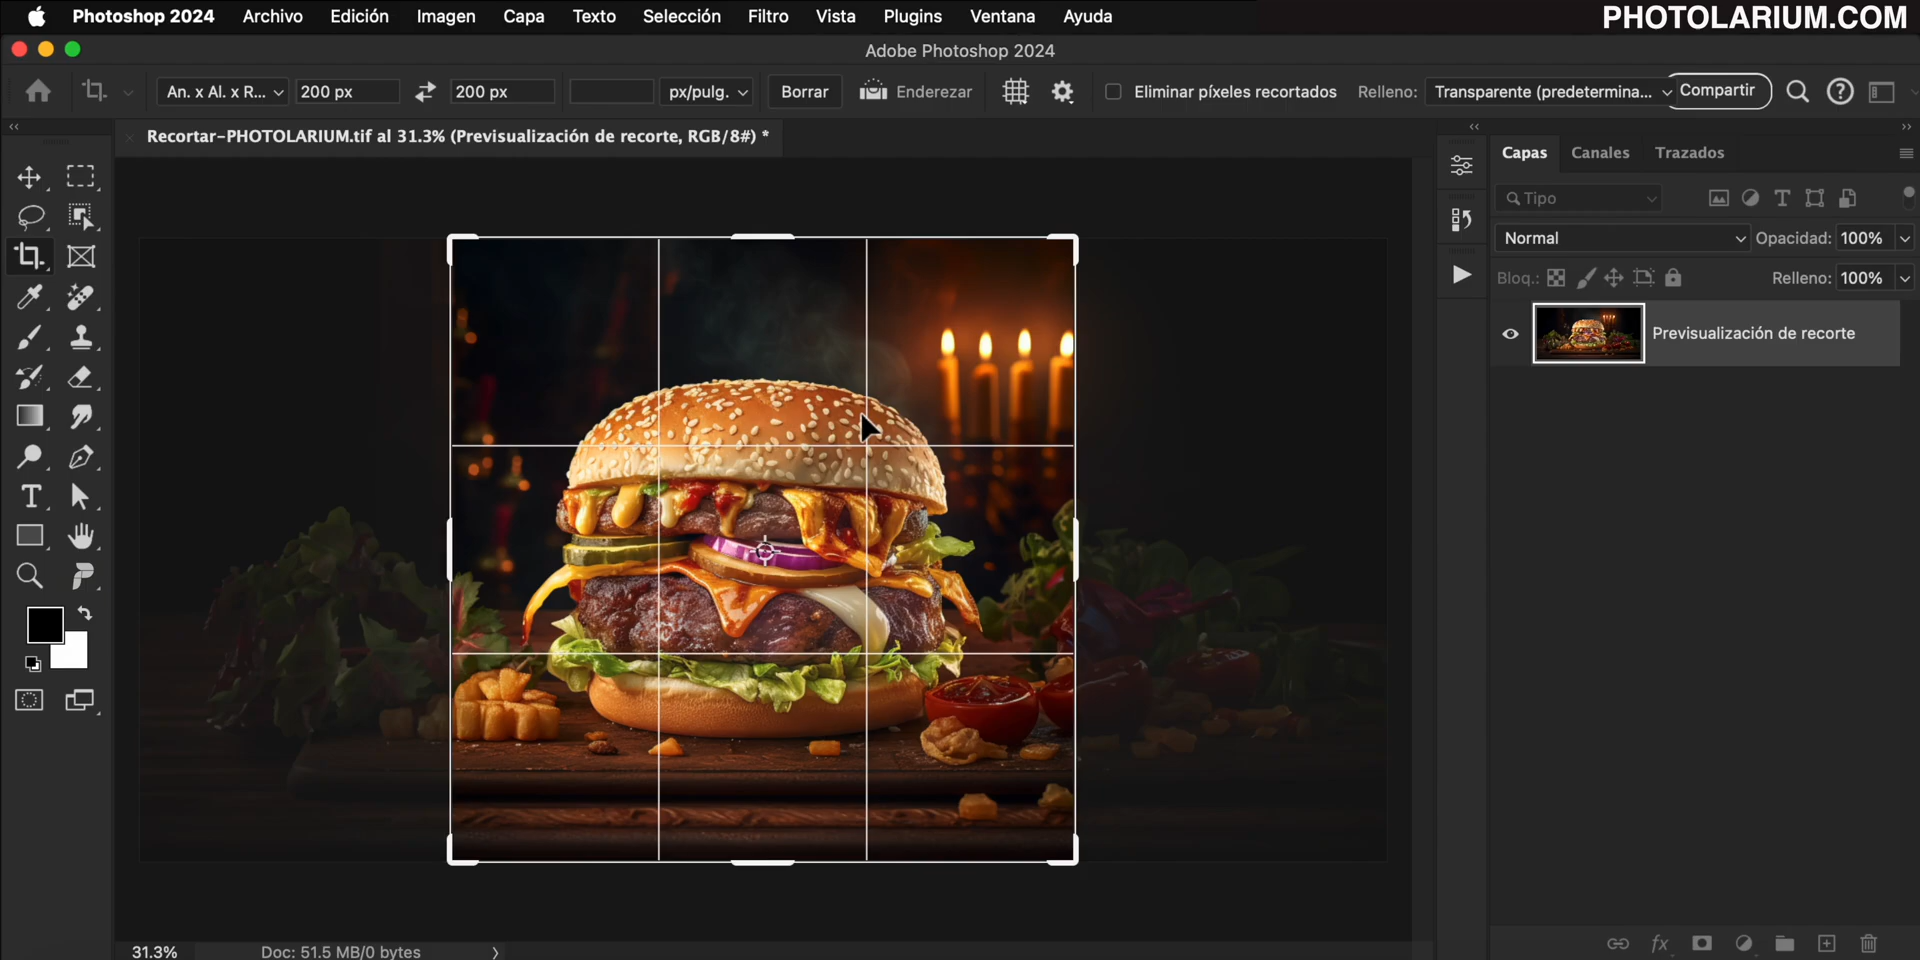 Photoshop 2024 Archivo Edición Imagen Capa Texto Selección Filtro Vista Plugins Ventana Ayuda
PHOTOLARIUM.COM
Adobe Photoshop 2024
An. x Al. x R... 200 px 200 px px/pulg. Borrar Enderezar Eliminar píxeles recortados Relleno: Transparente (predetermina... Compartir
Recortar-PHOTOLARIUM.tif al 31.3% (Previsualización de recorte, RGB/8#) *
Capas Canales Trazados
Tipo
Normal Opacidad: 100%
Bloq.: Relleno: 100%
Previsualización de recorte
31.3% Doc: 51.5 MB/0 bytes